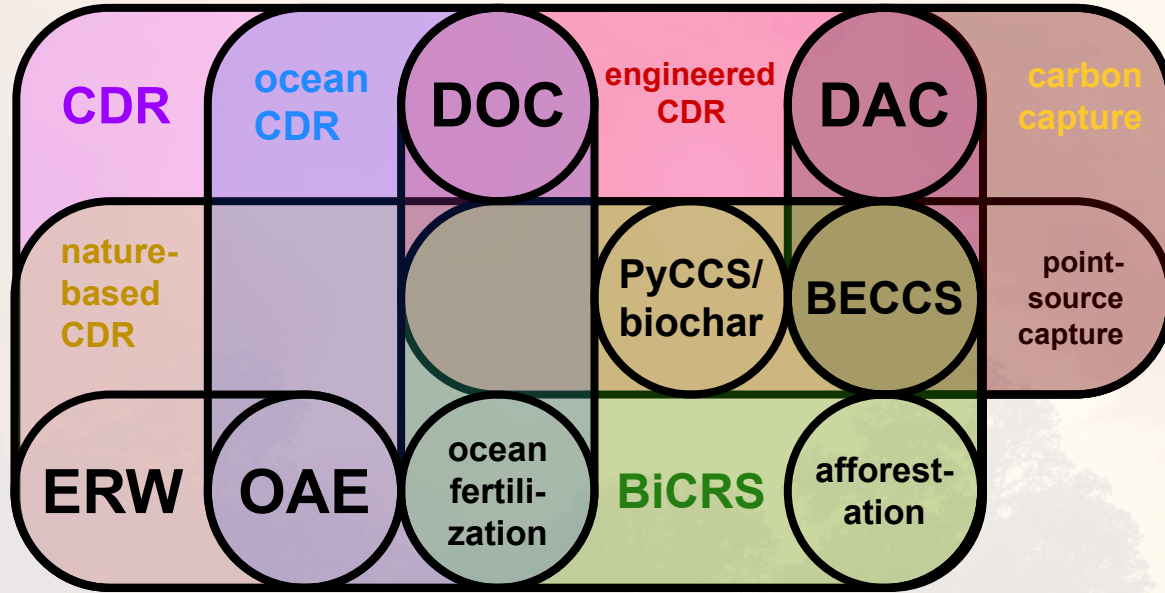 CDR
ocean
CDR
DOC
engineered
CDR
DAC
carbon
capture
nature-
based
CDR
PyCCS/
biochar
BECCS
point-
source
capture
ERW
OAE
ocean
fertili-
zation
BiCRS
afforest-
ation